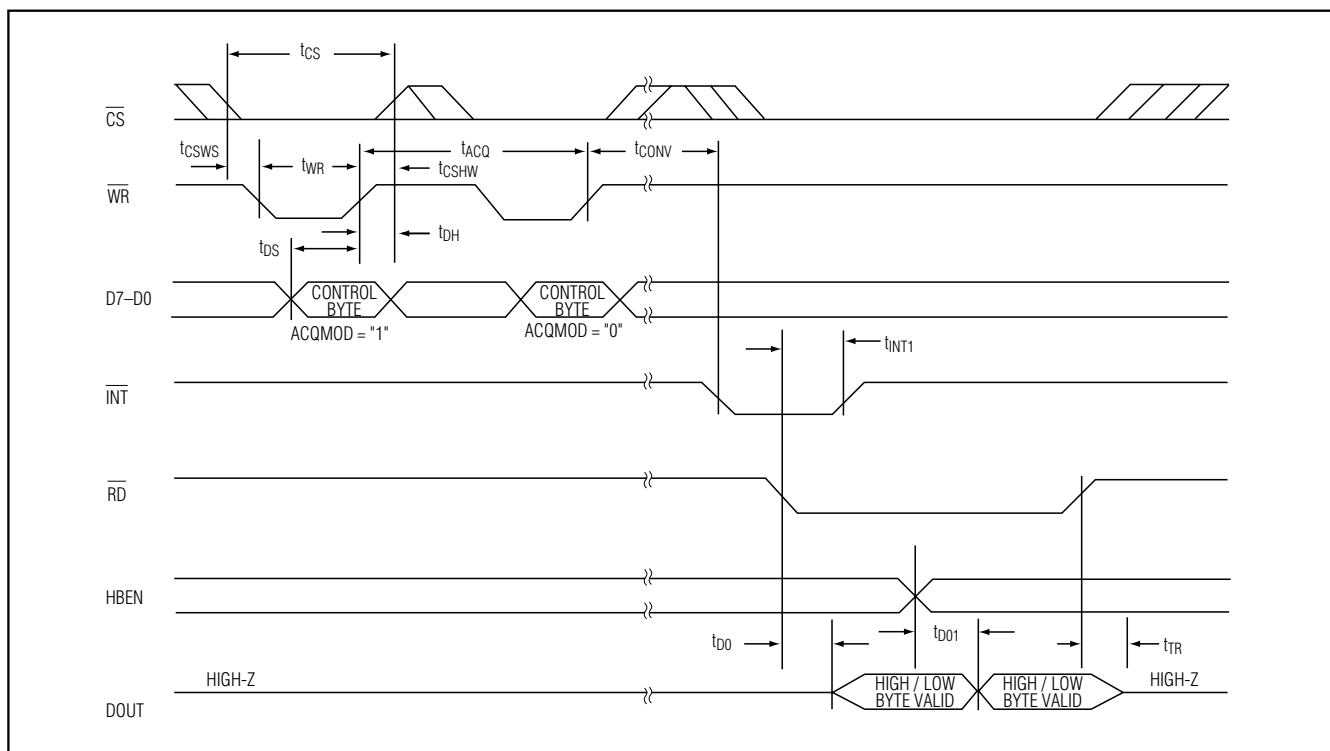 tCS
CS
tCSWS
tWR
tACQ
tCSHW
tCONV
WR
tDS
tDH
D7–D0
CONTROL
BYTE
ACQMOD = "1"
CONTROL
BYTE
ACQMOD = "0"
tINT1
INT
RD
HBEN
tD0
tD01
tTR
HIGH-Z
HIGH / LOW
BYTE VALID
HIGH / LOW
BYTE VALID
HIGH-Z
DOUT